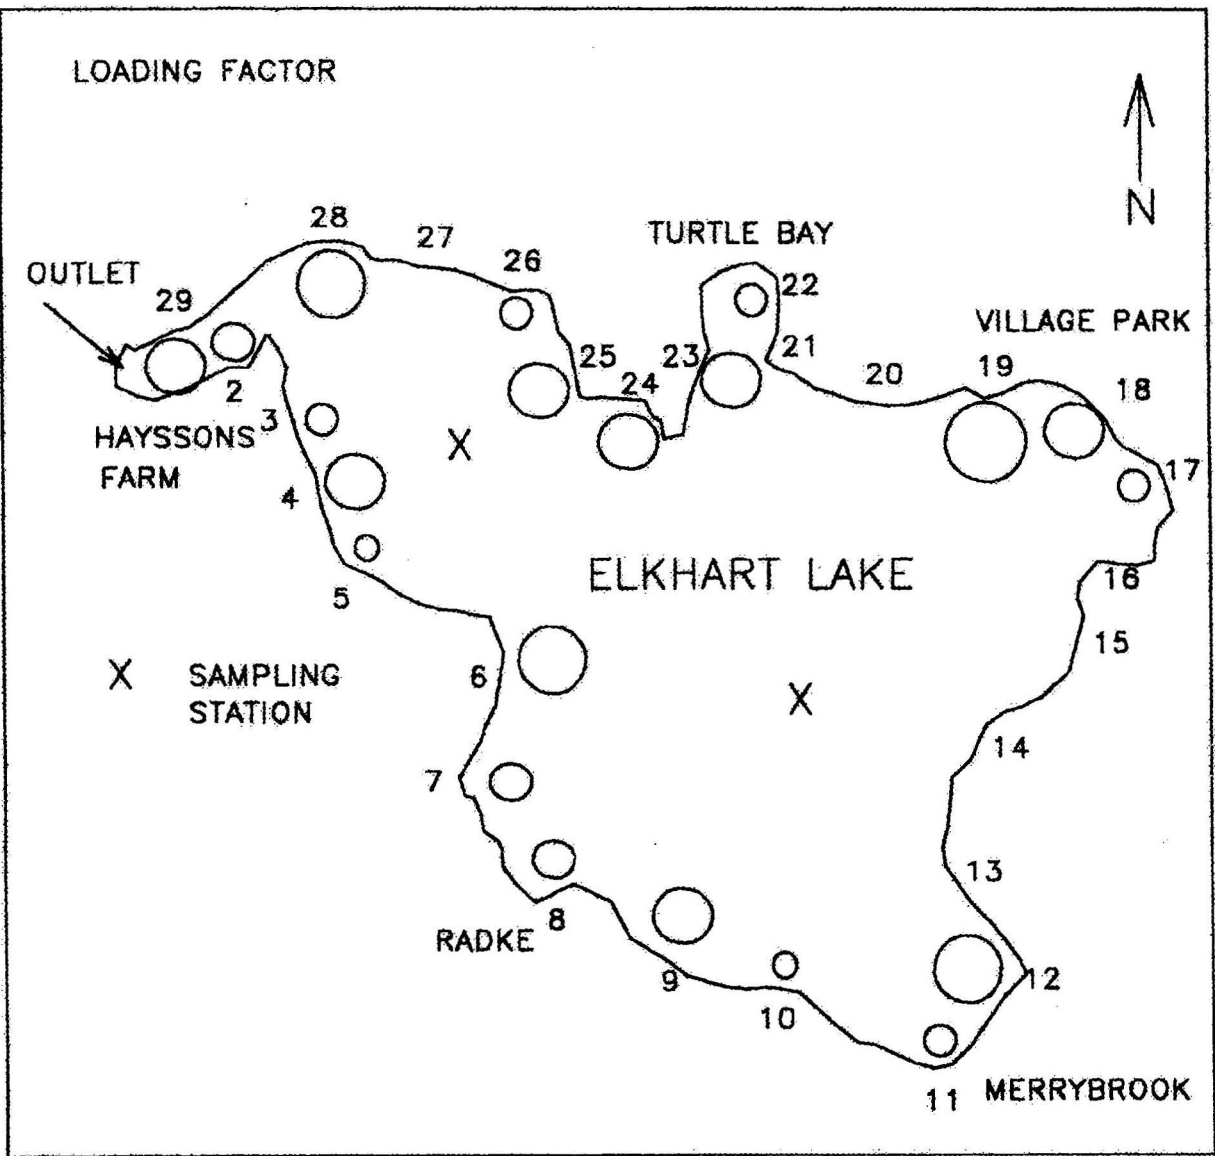 LOADING FACTOR
N
28
TURTLE BAY
27
26
OUTLET
29
22
VILLAGE PARK
25
23
21
24
20
19
18
2
3
HAYSSONS
FARM
X
17
4
ELKHART LAKE
16
5
15
X SAMPLING
STATION
6
X
14
7
13
8
RADKE
9
12
10
11
MERRYBROOK